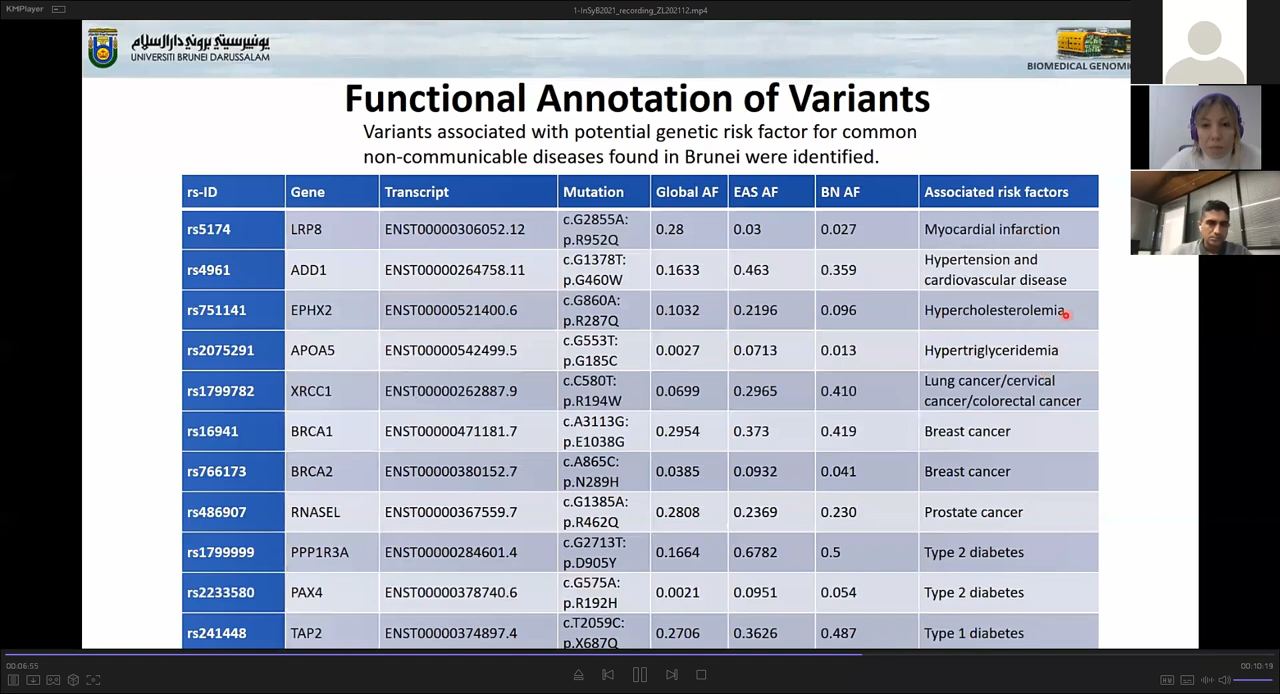 KMPlayer
1-InSyB2021_recording_ZL202112.mp4
يونيبرسيتي بروني دارالسلام
UNIVERSITI BRUNEI DARUSSALAM
BIOMEDICAL GENOMI
Functional Annotation of Variants
Variants associated with potential genetic risk factor for common
non-communicable diseases found in Brunei were identified.
rs-ID Gene Transcript Mutation Global AF EAS AF BN AF Associated risk factors
rs5174 LRP8 ENST00000306052.12 c.G2855A: p.R952Q 0.28 0.03 0.027 Myocardial infarction
rs4961 ADD1 ENST00000264758.11 c.G1378T: p.G460W 0.1633 0.463 0.359 Hypertension and cardiovascular disease
rs751141 EPHX2 ENST00000521400.6 c.G860A: p.R287Q 0.1032 0.2196 0.096 Hypercholesterolemia
rs2075291 APOA5 ENST00000542499.5 c.G553T: p.G185C 0.0027 0.0713 0.013 Hypertriglyceridemia
rs1799782 XRCC1 ENST00000262887.9 c.C580T: p.R194W 0.0699 0.2965 0.410 Lung cancer/cervical cancer/colorectal cancer
rs16941 BRCA1 ENST00000471181.7 c.A3113G: p.E1038G 0.2954 0.373 0.419 Breast cancer
rs766173 BRCA2 ENST00000380152.7 c.A865C: p.N289H 0.0385 0.0932 0.041 Breast cancer
rs486907 RNASEL ENST00000367559.7 c.G1385A: p.R462Q 0.2808 0.2369 0.230 Prostate cancer
rs1799999 PPP1R3A ENST00000284601.4 c.G2713T: p.D905Y 0.1664 0.6782 0.5 Type 2 diabetes
rs2233580 PAX4 ENST00000378740.6 c.G575A: p.R192H 0.0021 0.0951 0.054 Type 2 diabetes
rs241448 TAP2 ENST00000374897.4 c.T2059C: p.X687Q 0.2706 0.3626 0.487 Type 1 diabetes
00:06:55
00:10:19